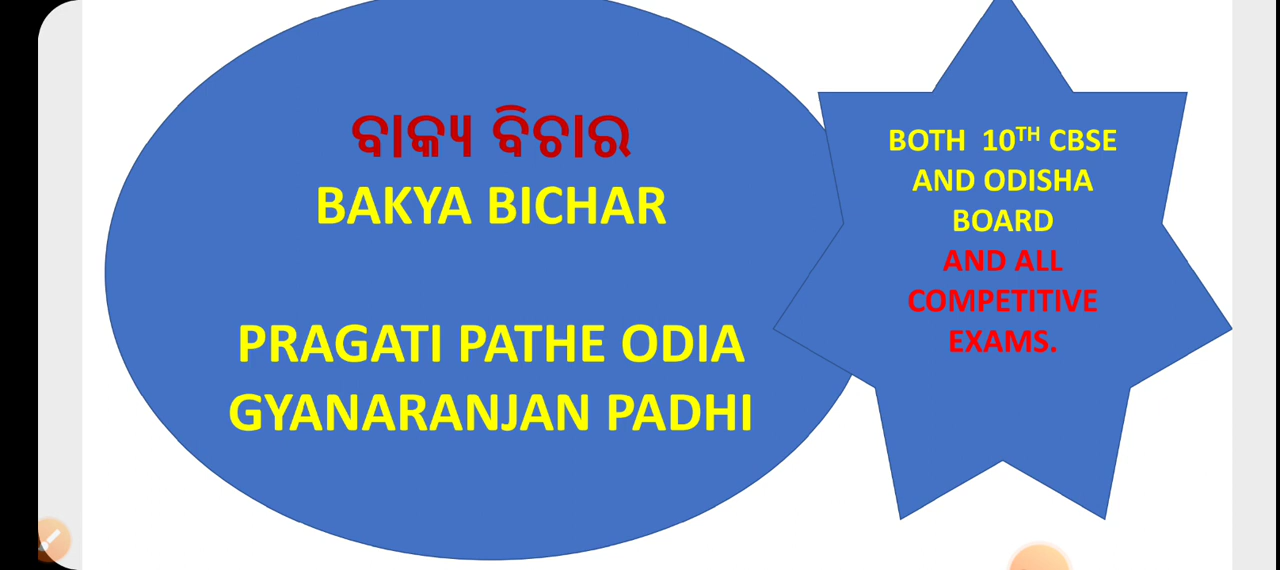 ବାକ୍ୟ ବିଚାର
BAKYA BICHAR
PRAGATI PATHE ODIA
GYANARANJAN PADHI
BOTH 10TH CBSE
AND ODISHA
BOARD
AND ALL
COMPETITIVE
EXAMS.